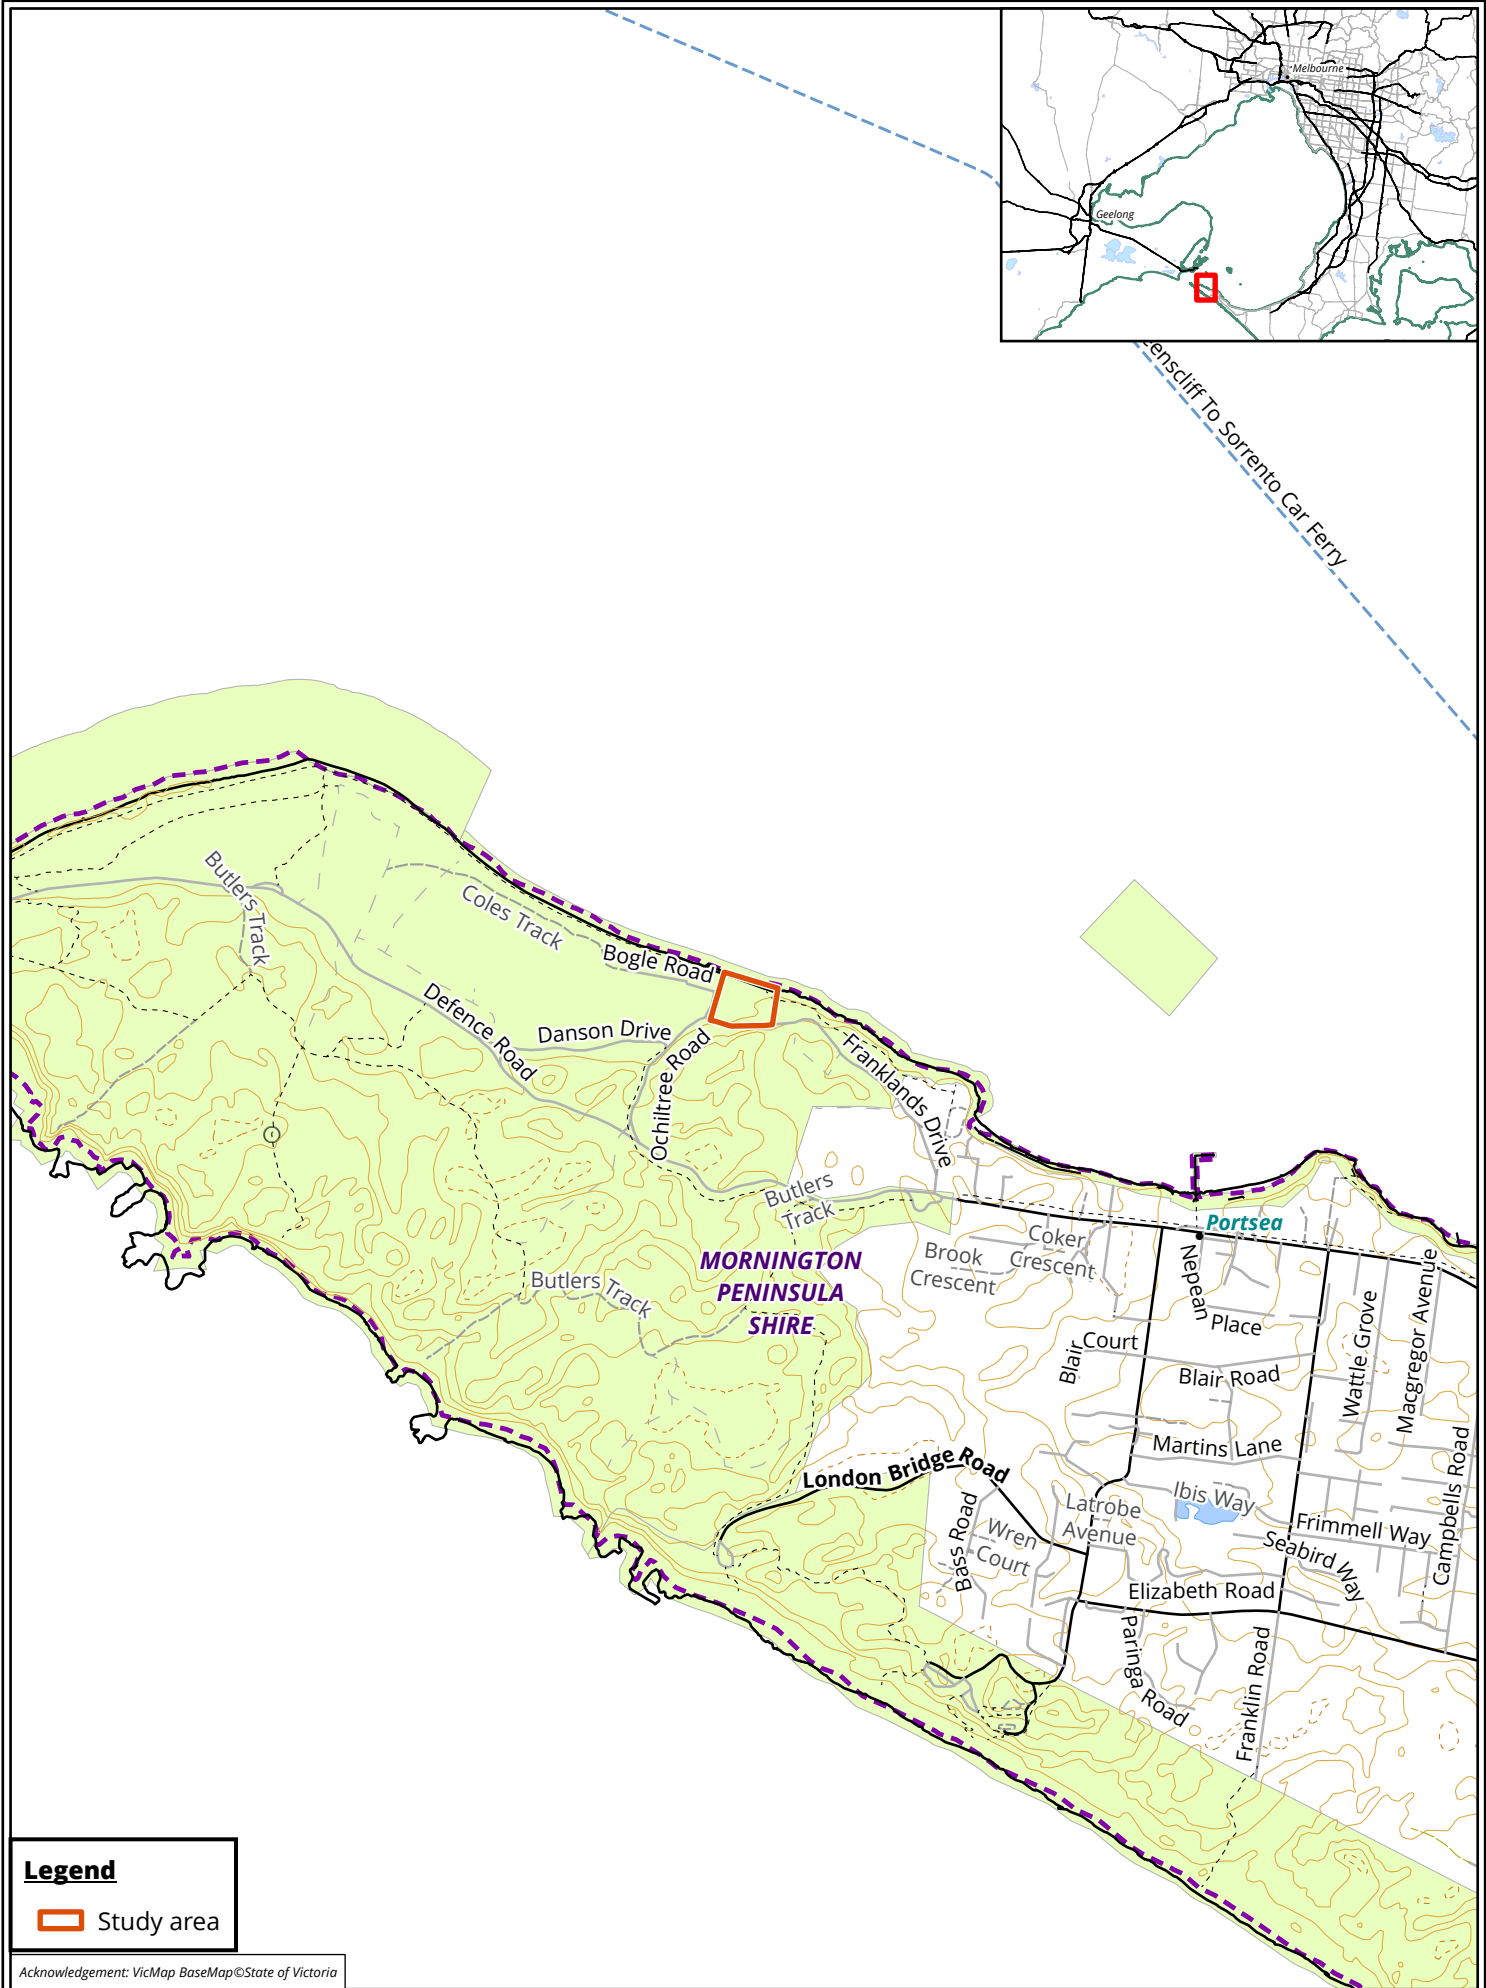 Melbourne
Geelong
enscliff To Sorrento Car Ferry
Butlers Track
Coles Track
Bogle Road
Defence Road
Danson Drive
Ochiltree Road
Franklands Drive
Butlers
Track
Portsea
MORNINGTON
PENINSULA
SHIRE
Brook
Crescent
Coker
Crescent
Nepean
Place
Butlers Track
Blair Court
Blair Road
Wattle Grove
Macgregor Avenue
Martins Lane
London Bridge Road
Ibis Way
Latrobe
Avenue
Bass Road
Wren
Court
Frimmell Way
Seabird Way
Campbells Road
Elizabeth Road
Paringa Road
Franklin Road
Legend
Study area
Acknowledgement: VicMap BaseMap©State of Victoria